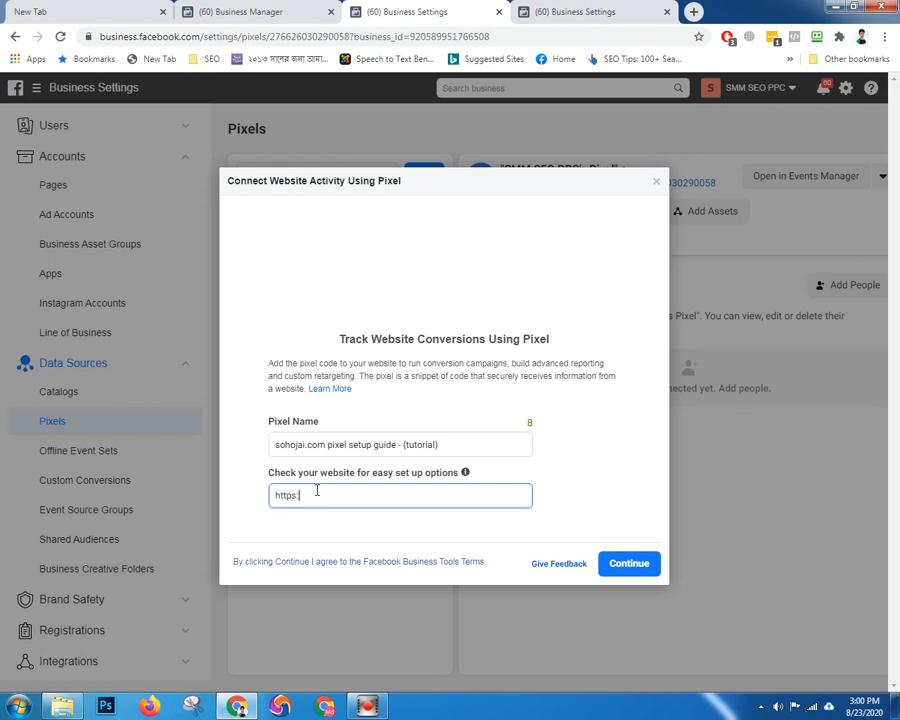 New Tab
(60) Business Manager
(60) Business Settings
(60) Business Settings
business.facebook.com/settings/pixels/2766260302900 58?business_id=920589951766508
Apps
Bookmarks
New Tab
SEO
২০১৩ সালের জন্য আমা...
Speech to Text Ben...
Suggested Sites
Home
SEO Tips: 100+ Sea...
»
Other bookmarks
Business Settings
Search business
S
SMM SEO PPC
60
Users
Accounts
Pages
Ad Accounts
Business Asset Groups
Apps
Instagram Accounts
Line of Business
Data Sources
Catalogs
Pixels
Offline Event Sets
Custom Conversions
Event Source Groups
Shared Audiences
Business Creative Folders
Brand Safety
Registrations
Integrations
Pixels
030290058
Open in Events Manager
Add Assets
Add People
s Pixel". You can view, edit or delete their
nected yet. Add people.
Connect Website Activity Using Pixel
Track Website Conversions Using Pixel
Add the pixel code to your website to run conversion campaigns, build advanced reporting
and custom retargeting. The pixel is a snippet of code that securely receives information from
a website. Learn More
Pixel Name
8
sohojai.com pixel setup guide - (tutorial)
Check your website for easy set up options
https:
By clicking Continue I agree to the Facebook Business Tools Terms.
Give Feedback
Continue
Ps
Md
3:00 PM
8/23/2020